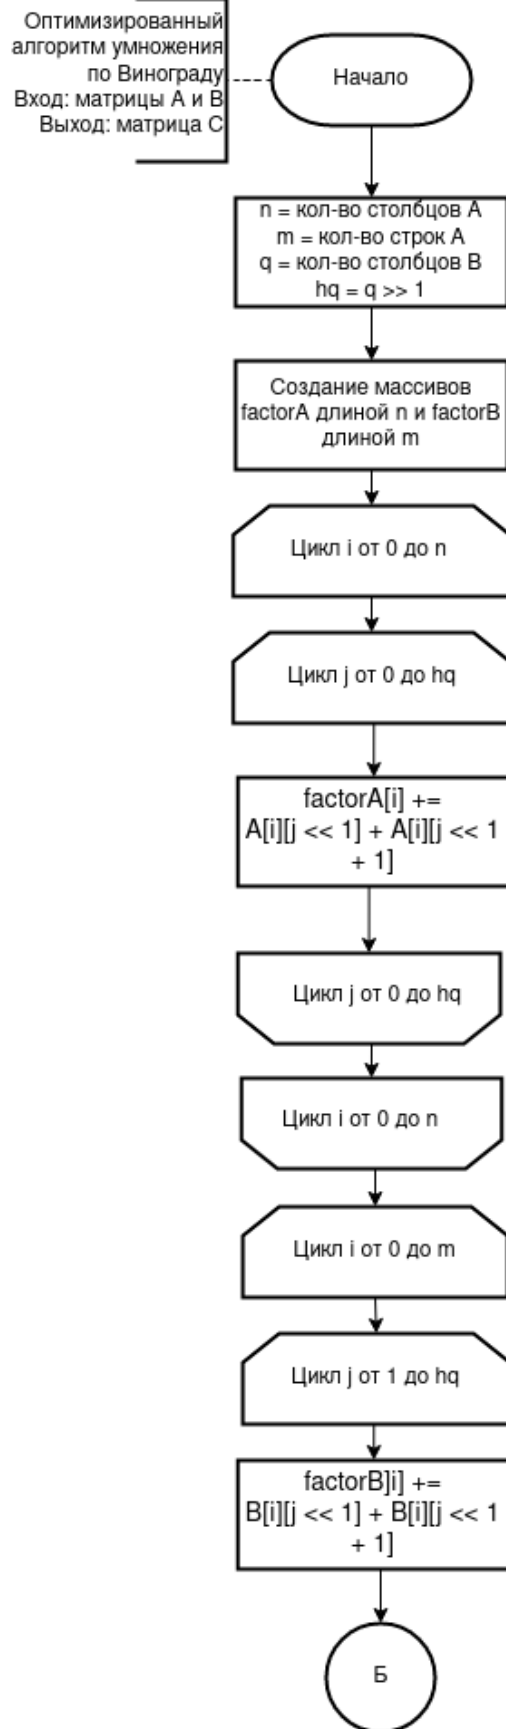 Оптимизированный
алгоритм умножения
по Винограду
Вход: матрицы A и B
Выход: матрица C
Начало
n = кол-во столбцов A
m = кол-во строк A
q = кол-во столбцов B
hq = q >> 1
Создание массивов
factorA длиной n и factorB
длиной m
Цикл i от 0 до n
Цикл j от 0 до hq
factorA[i] +=
A[i][j << 1] + A[i][j << 1
+ 1]
Цикл j от 0 до hq
Цикл i от 0 до n
Цикл i от 0 до m
Цикл j от 1 до hq
factorB]i] +=
B[i][j << 1] + B[i][j << 1
+ 1]
Б